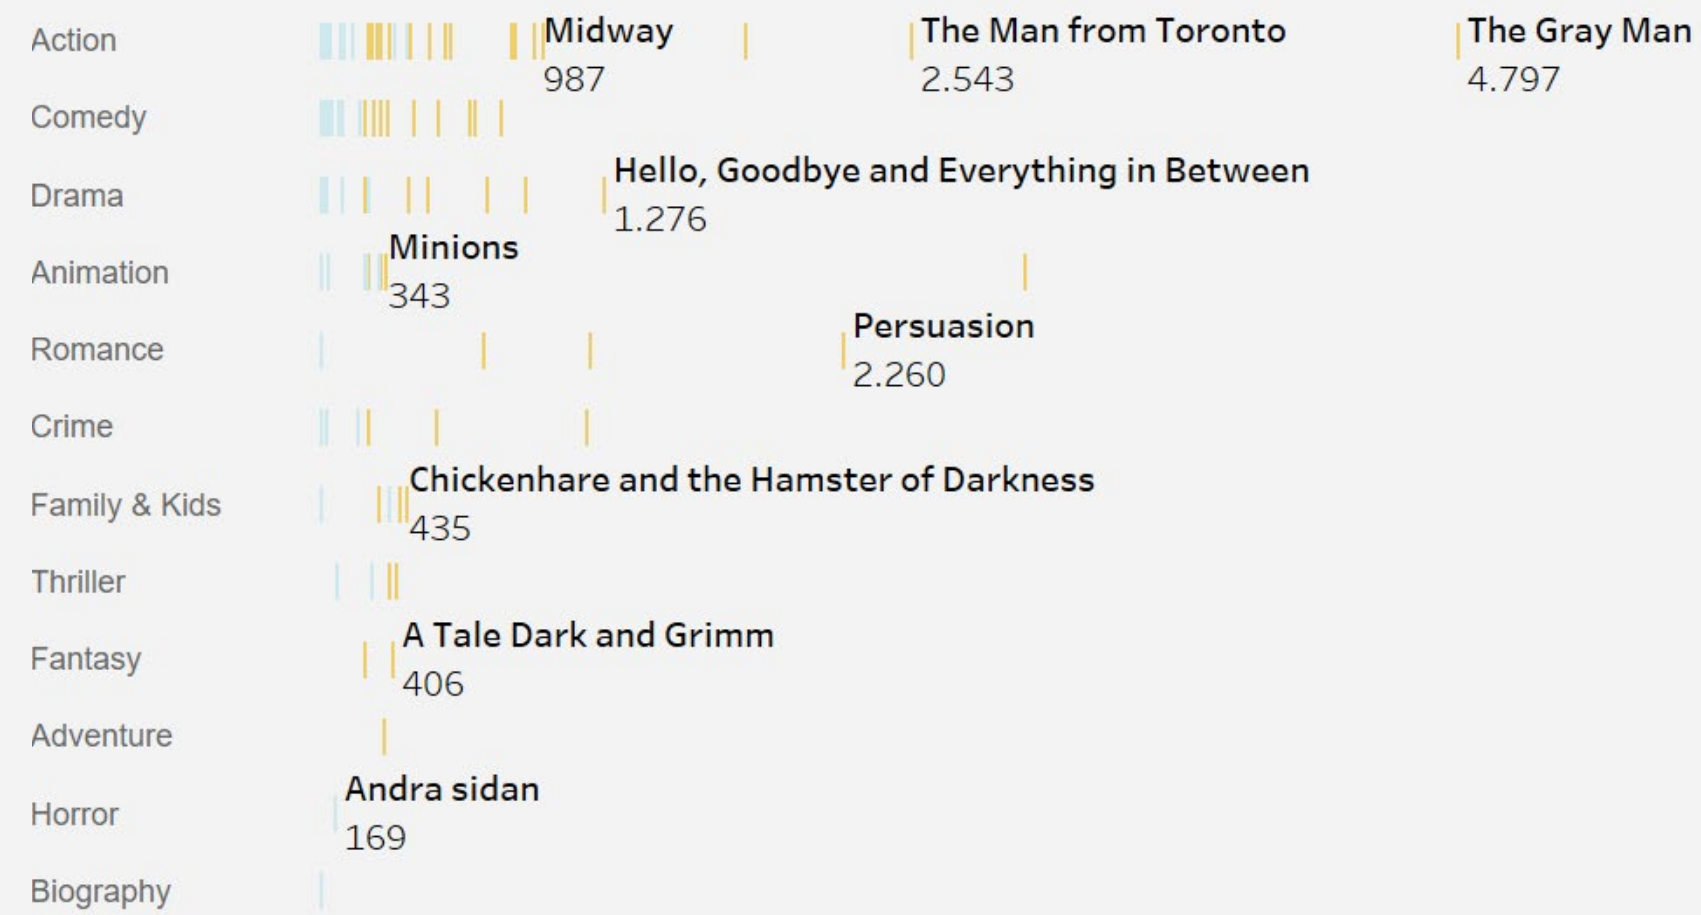 Action
Midway
987
The Man from Toronto
2.543
The Gray Man
4.797
Comedy
Drama
Hello, Goodbye and Everything in Between
1.276
Animation
Minions
343
Romance
Persuasion
2.260
Crime
Family & Kids
Chickenhare and the Hamster of Darkness
435
Thriller
Fantasy
A Tale Dark and Grimm
406
Adventure
Horror
Andra sidan
169
Biography